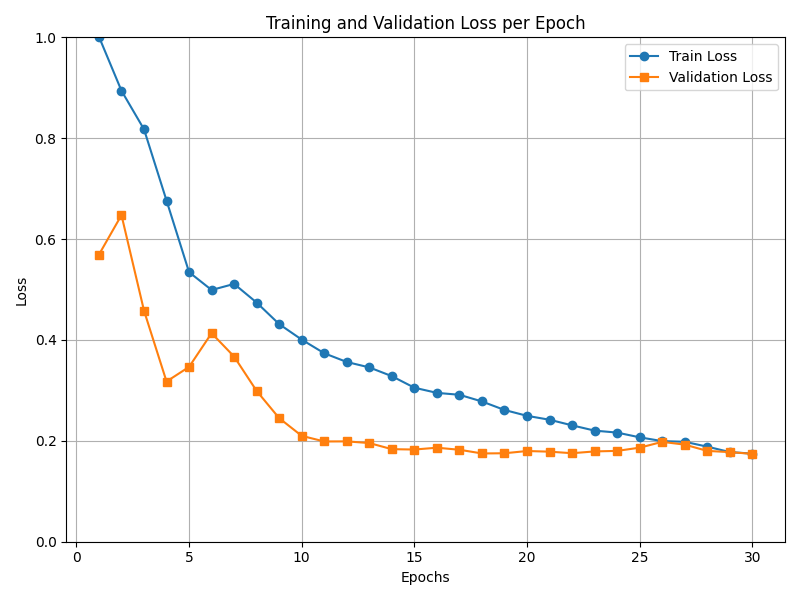 Training and Validation Loss per Epoch
Train Loss
Validation Loss
1.0
0.8
0.6
0.4
0.2
0.0
Loss
0 5 10 15 20 25 30
Epochs